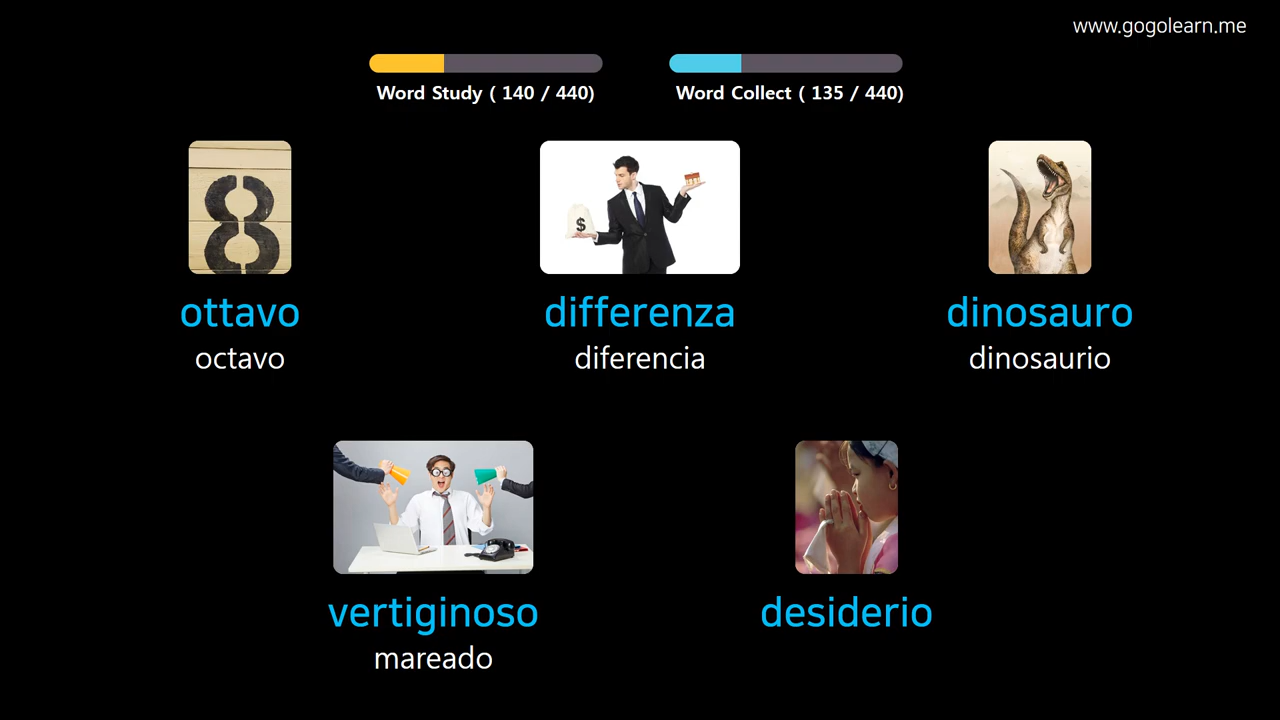 www.gogolearn.me
Word Study ( 140 / 440)
Word Collect ( 135 / 440)
8
$
ottavo
octavo
differenza
diferencia
dinosauro
dinosaurio
vertiginoso
mareado
desiderio